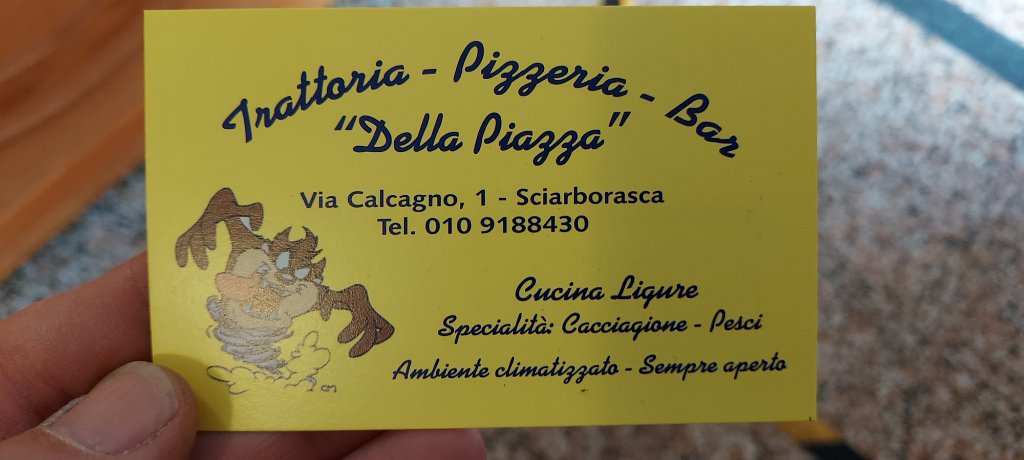 Trattoria - Pizzeria - Bar
"Della Piazza"
Via Calcagno, 1 - Sciarborasca
Tel. 010 9188430
Cucina Ligure
Specialità: Cacciagione - Pesci
Ambiente climatizzato - Sempre aperto